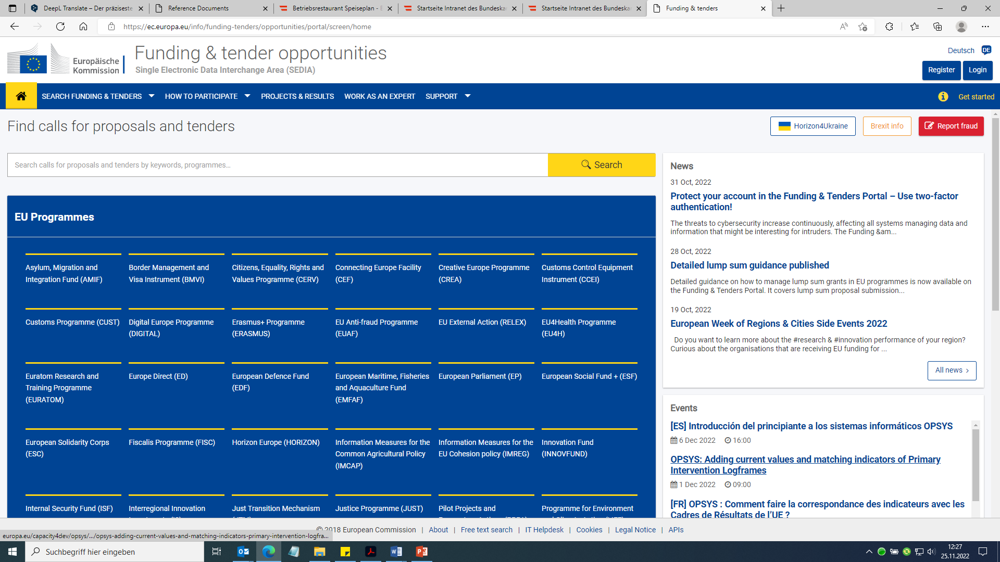 DeepL Translate – Der präziseste
Reference Documents
Betriebsrestaurant Speiseplan - B
Startseite Intranet des Bundeskan
Startseite Intranet des Bundeskan
Funding & tenders
https://ec.europa.eu/info/funding-tenders/opportunities/portal/screen/home
Europäische
Kommission
Funding & tender opportunities
Single Electronic Data Interchange Area (SEDIA)
Deutsch DE
Register Login
SEARCH FUNDING & TENDERS HOW TO PARTICIPATE PROJECTS & RESULTS WORK AS AN EXPERT SUPPORT
Get started
Find calls for proposals and tenders
Horizon4Ukraine Brexit info Report fraud
Search calls for proposals and tenders by keywords, programmes...
Search
EU Programmes
Asylum, Migration and
Integration Fund (AMIF)
Border Management and
Visa Instrument (BMVI)
Citizens, Equality, Rights and
Values Programme (CERV)
Connecting Europe Facility
(CEF)
Creative Europe Programme
(CREA)
Customs Control Equipment
Instrument (CCEI)
Customs Programme (CUST)
Digital Europe Programme
(DIGITAL)
Erasmus+ Programme
(ERASMUS)
EU Anti-fraud Programme
(EUAF)
EU External Action (RELEX)
EU4Health Programme
(EU4H)
Euratom Research and
Training Programme
(EURATOM)
Europe Direct (ED)
European Defence Fund
(EDF)
European Maritime, Fisheries
and Aquaculture Fund
(EMFAF)
European Parliament (EP)
European Social Fund + (ESF)
European Solidarity Corps
(ESC)
Fiscalis Programme (FISC)
Horizon Europe (HORIZON)
Information Measures for the
Common Agricultural Policy
(IMCAP)
Information Measures for the
EU Cohesion policy (IMREG)
Innovation Fund
(INNOVFUND)
Internal Security Fund (ISF)
Interregional Innovation
Just Transition Mechanism
Justice Programme (JUST)
Pilot Projects and
Programme for Environment
News
31 Oct, 2022
Protect your account in the Funding & Tenders Portal – Use two-factor
authentication!
The threats to cybersecurity increase continuously, affecting all systems managing data and
information that might be interesting for intruders. The Funding &am...
28 Oct, 2022
Detailed lump sum guidance published
Detailed guidance on how to manage lump sum grants in EU programmes is now available on
the Funding & Tenders Portal. It covers lump sum proposal submission...
19 Oct, 2022
European Week of Regions & Cities Side Events 2022
Do you want to learn more about the #research & #innovation performance of your region?
Curious about the organisations that are receiving EU funding for ...
All news
Events
[ES] Introducción del principiante a los sistemas informáticos OPSYS
6 Dec 2022 16:00
OPSYS: Adding current values and matching indicators of Primary
Intervention Logframes
1 Dec 2022 09:00
[FR] OPSYS : Comment faire la correspondance des indicateurs avec les
Cadres de Résultats de l'UE ?
© 2018 European Commission | About | Free text search | IT Helpdesk | Cookies | Legal Notice | APIs
europa.eu/capacity4dev/opsys/.../opsys-adding-current-values-and-matching-indicators-primary-intervention-logfra...
Suchbegriff hier eingeben
12:27
25.11.2022